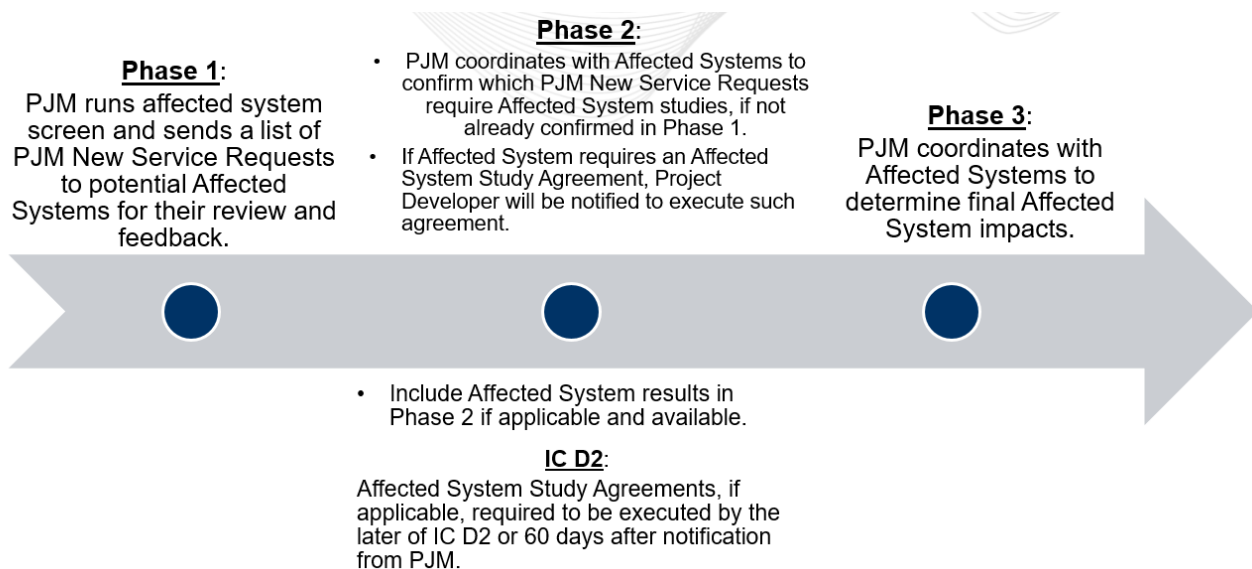 Phase 1:
PJM runs affected system
screen and sends a list of
PJM New Service Requests
to potential Affected
Systems for their review and
feedback.
Phase 2:
• PJM coordinates with Affected Systems to
confirm which PJM New Service Requests
require Affected System studies, if not
already confirmed in Phase 1.
• If Affected System requires an Affected
System Study Agreement, Project
Developer will be notified to execute such
agreement.
Phase 3:
PJM coordinates with
Affected Systems to
determine final Affected
System impacts.
• Include Affected System results in
Phase 2 if applicable and available.
IC D2:
Affected System Study Agreements, if
applicable, required to be executed by the
later of IC D2 or 60 days after notification
from PJM.